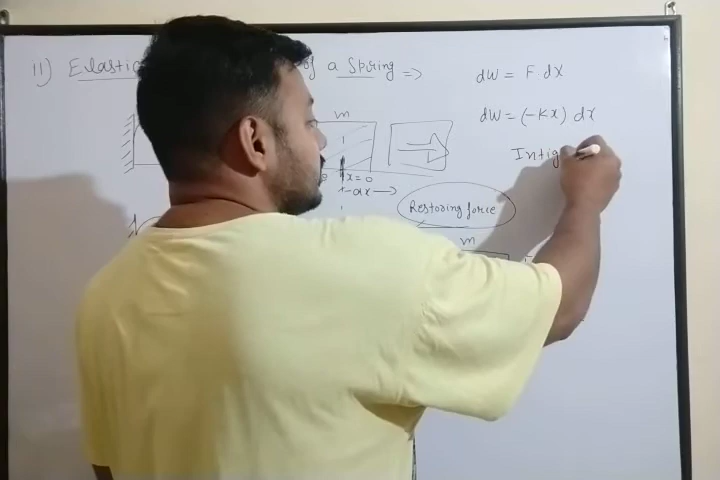 11) Elastic of a Spring =>
dW = F dx
dW = (-Kx) dx
Intig
m
x=0
dx
Restoring force
m